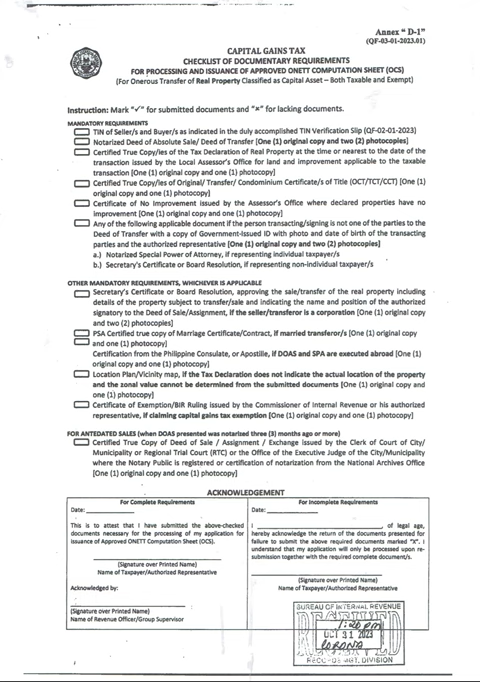 Annex " D-1"
(QF-03-01-2023.01)
CAPITAL GAINS TAX
CHECKLIST OF DOCUMENTARY REQUIREMENTS
FOR PROCESSING AND ISSUANCE OF APPROVED ONETT COMPUTATION SHEET (OCS)
(For Onerous Transfer of Real Property Classified as Capital Asset – Both Taxable and Exempt)
Instruction: Mark "✓" for submitted documents and "×" for lacking documents.
MANDATORY REQUIREMENTS
TIN of Seller/s and Buyer/s as indicated in the duly accomplished TIN Verification Slip (QF-02-01-2023)
Notarized Deed of Absolute Sale/ Deed of Transfer [One (1) original copy and two (2) photocopies]
Certified True Copy/ies of the Tax Declaration of Real Property at the time or nearest to the date of the
transaction issued by the Local Assessor's Office for land and improvement applicable to the taxable
transaction [One (1) original copy and one (1) photocopy]
Certified True Copy/ies of Original/ Transfer/ Condominium Certificate/s of Title (OCT/TCT/CCT) [One (1)
original copy and one (1) photocopy]
Certificate of No Improvement issued by the Assessor's Office where declared properties have no
improvement [One (1) original copy and one (1) photocopy]
Any of the following applicable document if the person transacting/signing is not one of the parties to the
Deed of Transfer with a copy of Government-issued ID with photo and date of birth of the transacting
parties and the authorized representative [One (1) original copy and two (2) photocopies]
a.) Notarized Special Power of Attorney, if representing individual taxpayer/s
b.) Secretary's Certificate or Board Resolution, if representing non-individual taxpayer/s
OTHER MANDATORY REQUIREMENTS, WHICHEVER IS APPLICABLE
Secretary's Certificate or Board Resolution, approving the sale/transfer of the real property including
details of the property subject to transfer/sale and indicating the name and position of the authorized
signatory to the Deed of Sale/Assignment, if the seller/transferor is a corporation [One (1) original copy
and two (2) photocopies]
PSA Certified true copy of Marriage Certificate/Contract, if married transferor/s [One (1) original copy
and one (1) photocopy]
Certification from the Philippine Consulate, or Apostille, if DOAS and SPA are executed abroad [One (1)
original copy and one (1) photocopy]
Location Plan/Vicinity map, if the Tax Declaration does not indicate the actual location of the property
and the zonal value cannot be determined from the submitted documents [One (1) original copy and
one (1) photocopy]
Certificate of Exemption/BIR Ruling issued by the Commissioner of Internal Revenue or his authorized
representative, if claiming capital gains tax exemption [One (1) original copy and one (1) photocopy]
FOR ANTEDATED SALES (when DOAS presented was notarized three (3) months ago or more)
Certified True Copy of Deed of Sale / Assignment / Exchange issued by the Clerk of Court of City/
Municipality or Regional Trial Court (RTC) or the Office of the Executive Judge of the City/Municipality
where the Notary Public is registered or certification of notarization from the National Archives Office
[One (1) original copy and one (1) photocopy]
ACKNOWLEDGEMENT
For Complete Requirements
Date:
This is to attest that I have submitted the above-checked
documents necessary for the processing of my application for
issuance of Approved ONETT Computation Sheet (OCS).
(Signature over Printed Name)
Name of Taxpayer/Authorized Representative
Acknowledged by:
(Signature over Printed Name)
Name of Revenue Officer/Group Supervisor
For Incomplete Requirements
Date:
I , of legal age,
hereby acknowledge the return of the documents presented for
failure to submit the above required documents marked "X". I
understand that my application will only be processed upon re-
submission together with the required complete document/s.
(Signature over Printed Name)
Name of Taxpayer/Authorized Representative
BUREAU OF INTERNAL REVENUE
1:20 PM
OCT 31 2023
RECORDS MGT. DIVISION